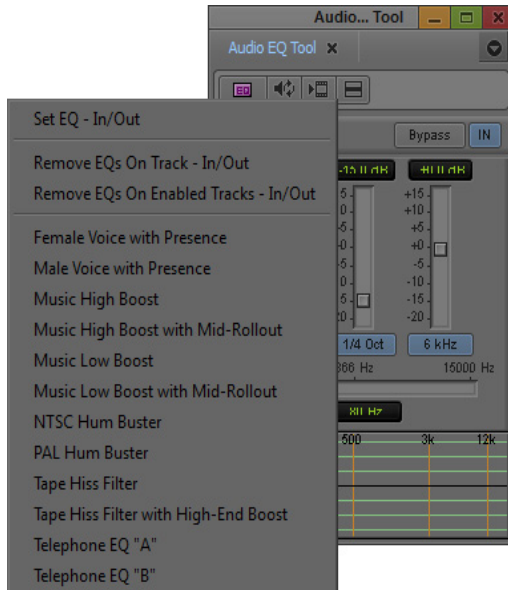 Audio... Tool
Audio EQ Tool
EQ
Bypass IN
Set EQ - In/Out
Remove EQs On Track - In/Out
Remove EQs On Enabled Tracks - In/Out
Female Voice with Presence
Male Voice with Presence
Music High Boost
Music High Boost with Mid-Rollout
Music Low Boost
Music Low Boost with Mid-Rollout
NTSC Hum Buster
PAL Hum Buster
Tape Hiss Filter
Tape Hiss Filter with High-End Boost
Telephone EQ "A"
Telephone EQ "B"
+15
+10
+5
+0
-5
-10
-15
-20
1/4 Oct 6 kHz
Hz 15000 Hz
Hz
500 3k 12k